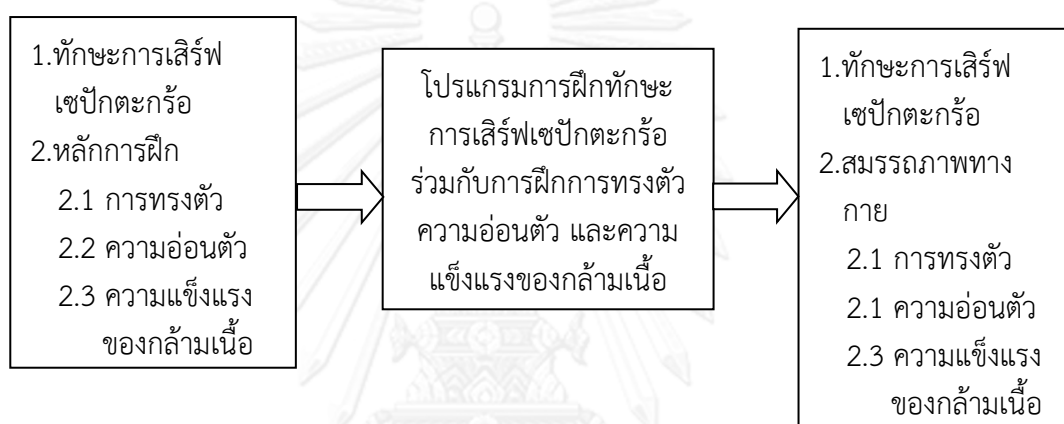 1.ทักษะการเสิร์ฟ
เซปักตะกร้อ
2.หลักการฝึก
2.1 การทรงตัว
2.2 ความอ่อนตัว
2.3 ความแข็งแรง
ของกล้ามเนื้อ
โปรแกรมการฝึกทักษะ
การเสิร์ฟเซปักตะกร้อ
ร่วมกับการฝึกการทรงตัว
ความอ่อนตัว และความ
แข็งแรงของกล้ามเนื้อ
1.ทักษะการเสิร์ฟ
เซปักตะกร้อ
2.สมรรถภาพทาง
กาย
2.1 การทรงตัว
2.1 ความอ่อนตัว
2.3 ความแข็งแรง
ของกล้ามเนื้อ